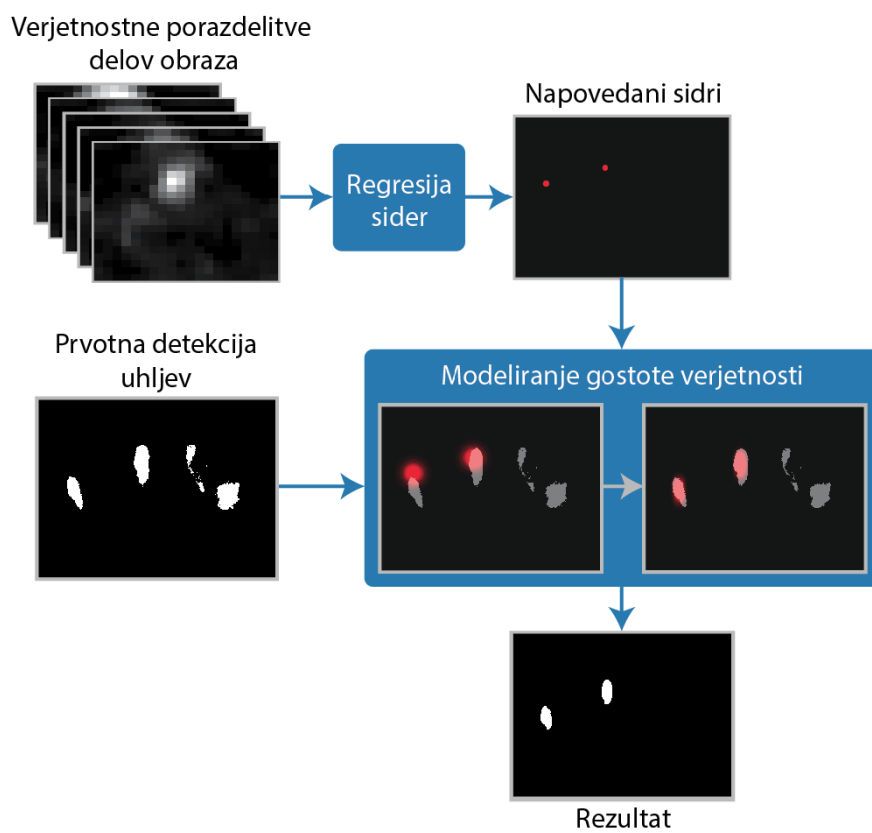 Verjetnostne porazdelitve
delov obraza
Napovedani sidri
Regresija
sider
Prvotna detekcija
uhljev
Modeliranje gostote verjetnosti
Rezultat